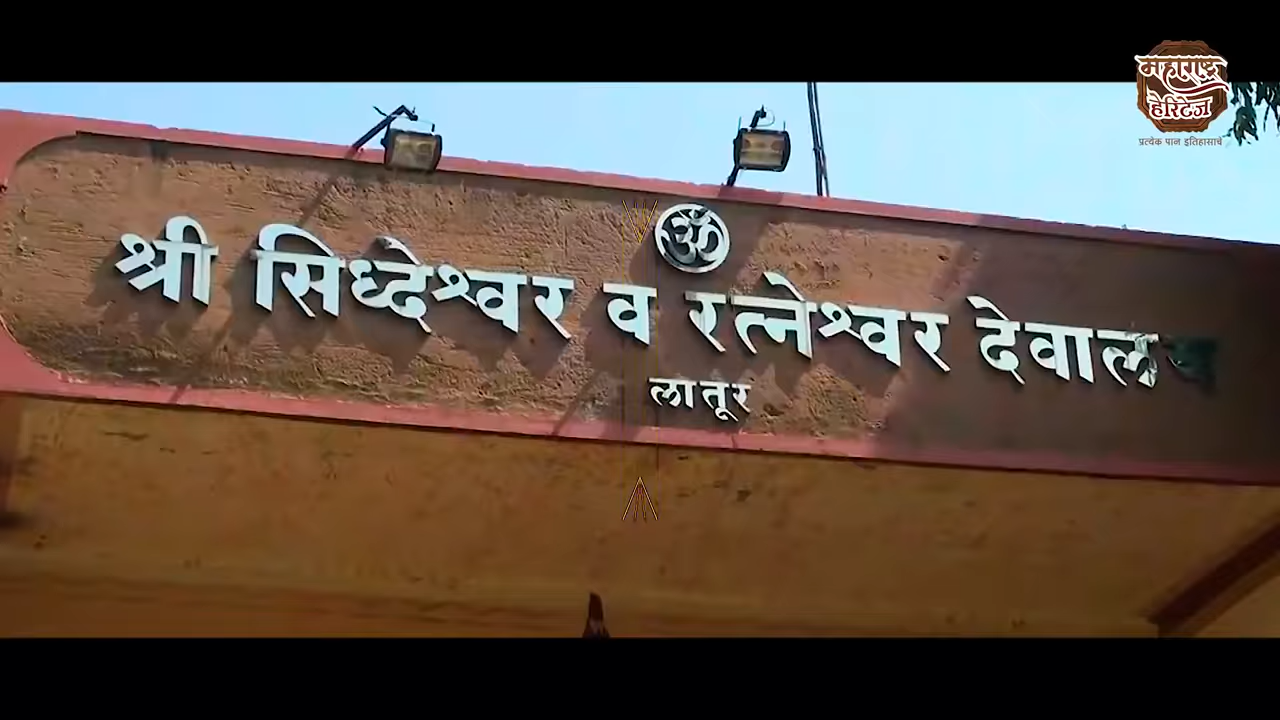 महाराष्ट्र
हेरिटेज
प्रत्येक पान इतिहासाचे
ॐ
श्री सिध्देश्वर व रत्नेश्वर देवालय
लातूर